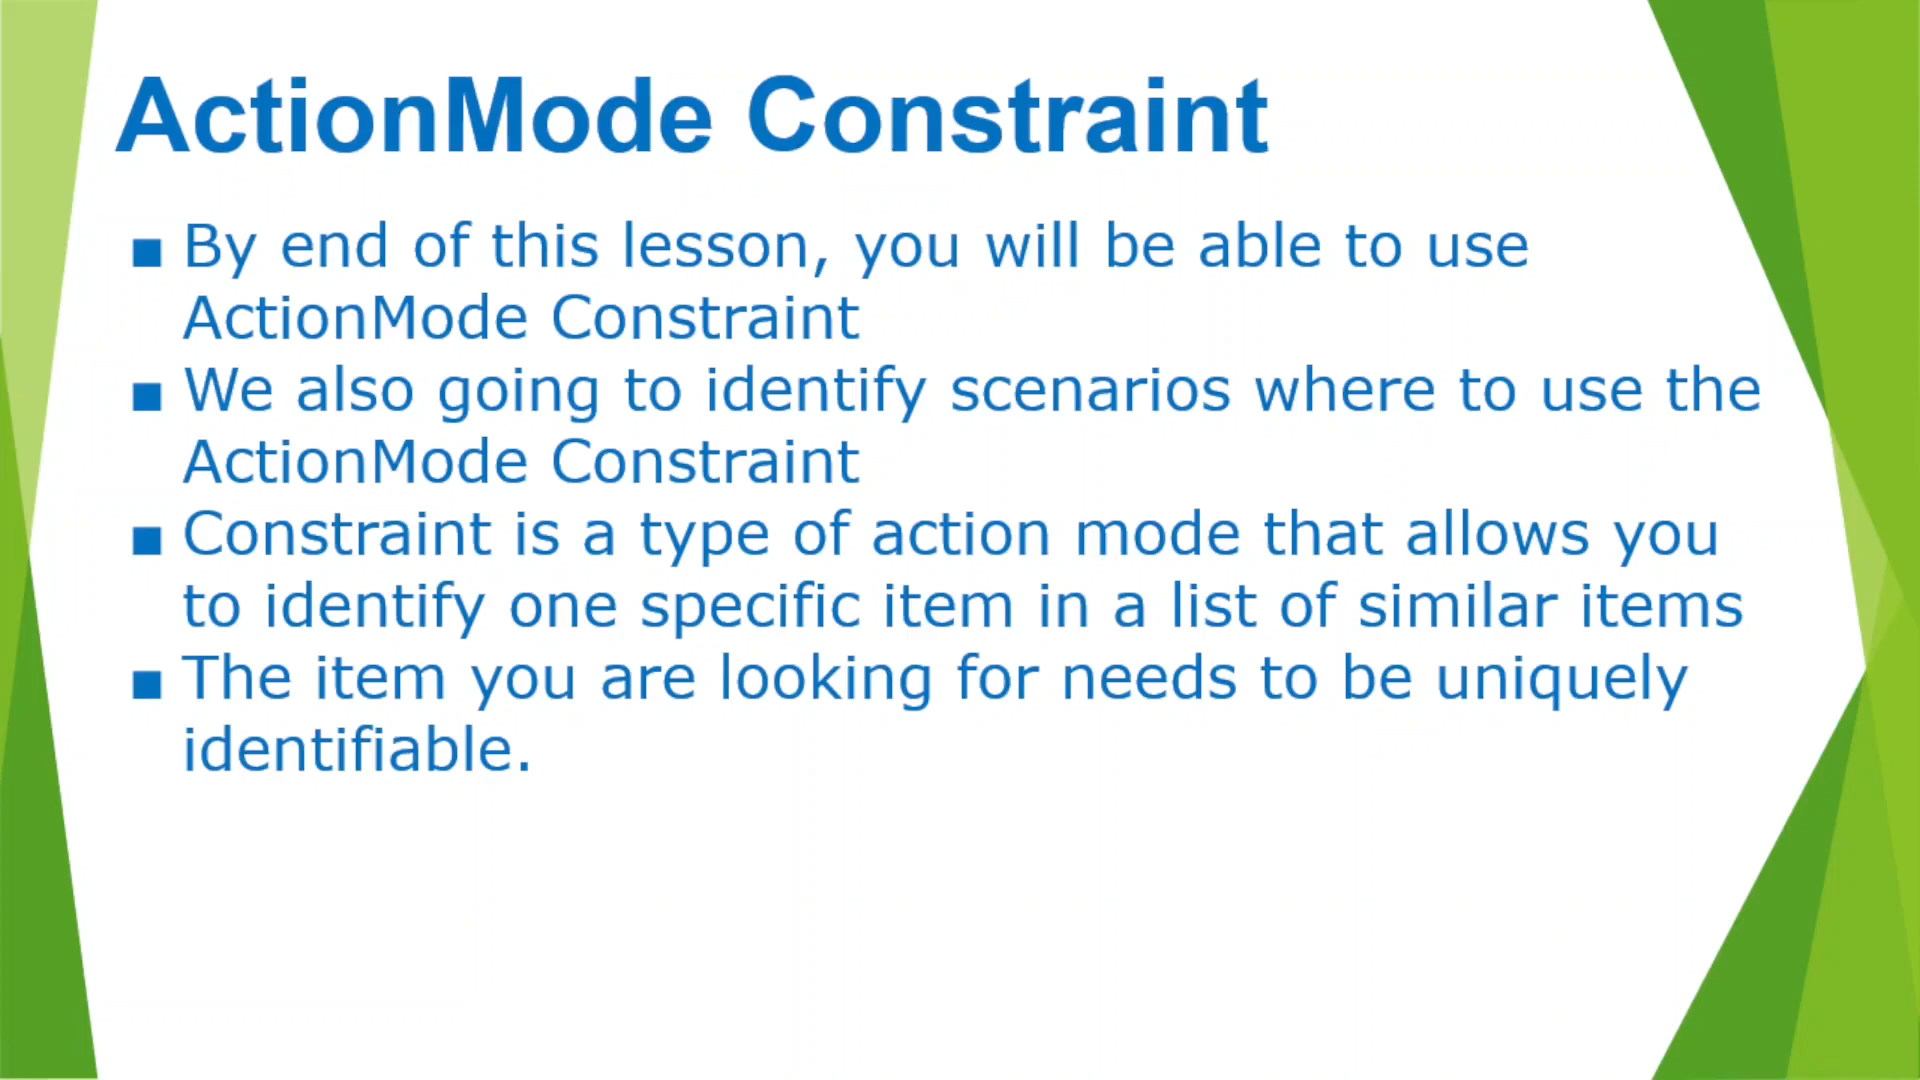 ActionMode Constraint
■ By end of this lesson, you will be able to use
ActionMode Constraint
■ We also going to identify scenarios where to use the
ActionMode Constraint
■ Constraint is a type of action mode that allows you
to identify one specific item in a list of similar items
■ The item you are looking for needs to be uniquely
identifiable.